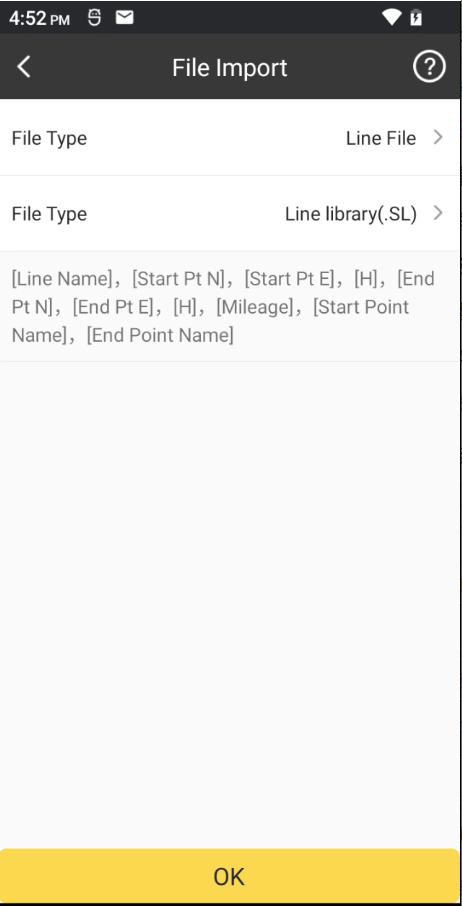 4:52 PM
File Import
File Type Line File
File Type Line library(.SL)
[Line Name]，[Start Pt N]，[Start Pt E]，[H]，[End
Pt N]，[End Pt E]，[H]，[Mileage]，[Start Point
Name]，[End Point Name]
OK